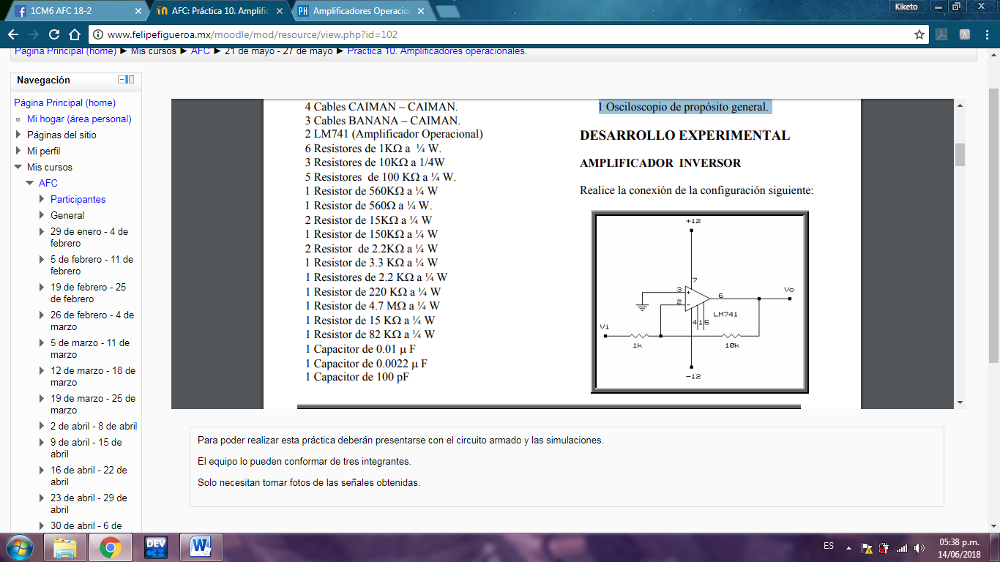 1CM6 AFC 18-2
AFC: Práctica 10. Amplific
Amplificadores Operacio
Kiketo
www.felipefigueroa.mx/moodle/mod/resource/view.php?id=102
Página Principal (home) ► Mis cursos ► AFC ► 21 de mayo - 27 de mayo ► Práctica 10. Amplificadores operacionales.
Navegación
Página Principal (home)
Mi hogar (área personal)
Páginas del sitio
Mi perfil
Mis cursos
AFC
Participantes
General
29 de enero - 4 de
febrero
5 de febrero - 11 de
febrero
19 de febrero - 25
de febrero
26 de febrero - 4 de
marzo
5 de marzo - 11 de
marzo
12 de marzo - 18 de
marzo
19 de marzo - 25 de
marzo
2 de abril - 8 de abril
9 de abril - 15 de
abril
16 de abril - 22 de
abril
23 de abril - 29 de
abril
30 de abril - 6 de
4 Cables CAIMAN – CAIMAN.
3 Cables BANANA – CAIMAN.
2 LM741 (Amplificador Operacional)
6 Resistores de 1KΩ a ¼ W.
3 Resistores de 10KΩ a 1/4W
5 Resistores de 100 KΩ a ¼ W.
1 Resistor de 560KΩ a ¼ W
1 Resistor de 560Ω a ¼ W.
2 Resistor de 15KΩ a ¼ W
1 Resistor de 150KΩ a ¼ W
2 Resistor de 2.2KΩ a ¼ W
1 Resistor de 3.3 KΩ a ¼ W
1 Resistores de 2.2 KΩ a ¼ W
1 Resistor de 220 KΩ a ¼ W
1 Resistor de 4.7 MΩ a ¼ W
1 Resistor de 15 KΩ a ¼ W
1 Resistor de 82 KΩ a ¼ W
1 Capacitor de 0.01 µ F
1 Capacitor de 0.0022 µ F
1 Capacitor de 100 pF
1 Osciloscopio de propósito general.
DESARROLLO EXPERIMENTAL
AMPLIFICADOR INVERSOR
Realice la conexión de la configuración siguiente:
+12
7
3
+
6
Vo
2
-
LM741
4 1 5
Vi
1k
10k
-12
Para poder realizar esta práctica deberán presentarse con el circuito armado y las simulaciones.
El equipo lo pueden conformar de tres integrantes.
Solo necesitan tomar fotos de las señales obtenidas.
DEV
C++
ES
05:38 p.m.
14/06/2018